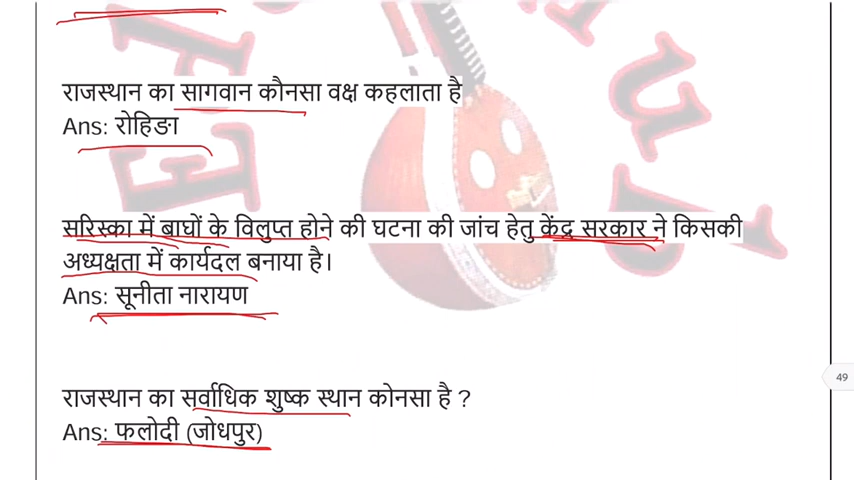 राजस्थान का सागवान कौनसा वक्ष कहलाता है
Ans: रोहिङा
सरिस्का में बाघों के विलुप्त होने की घटना की जांच हेतु केंद्र सरकार ने किसकी
अध्यक्षता में कार्यदल बनाया है।
Ans: सूनीता नारायण
49
राजस्थान का सर्वाधिक शुष्क स्थान कोनसा है ?
Ans: फलोदी (जोधपुर)